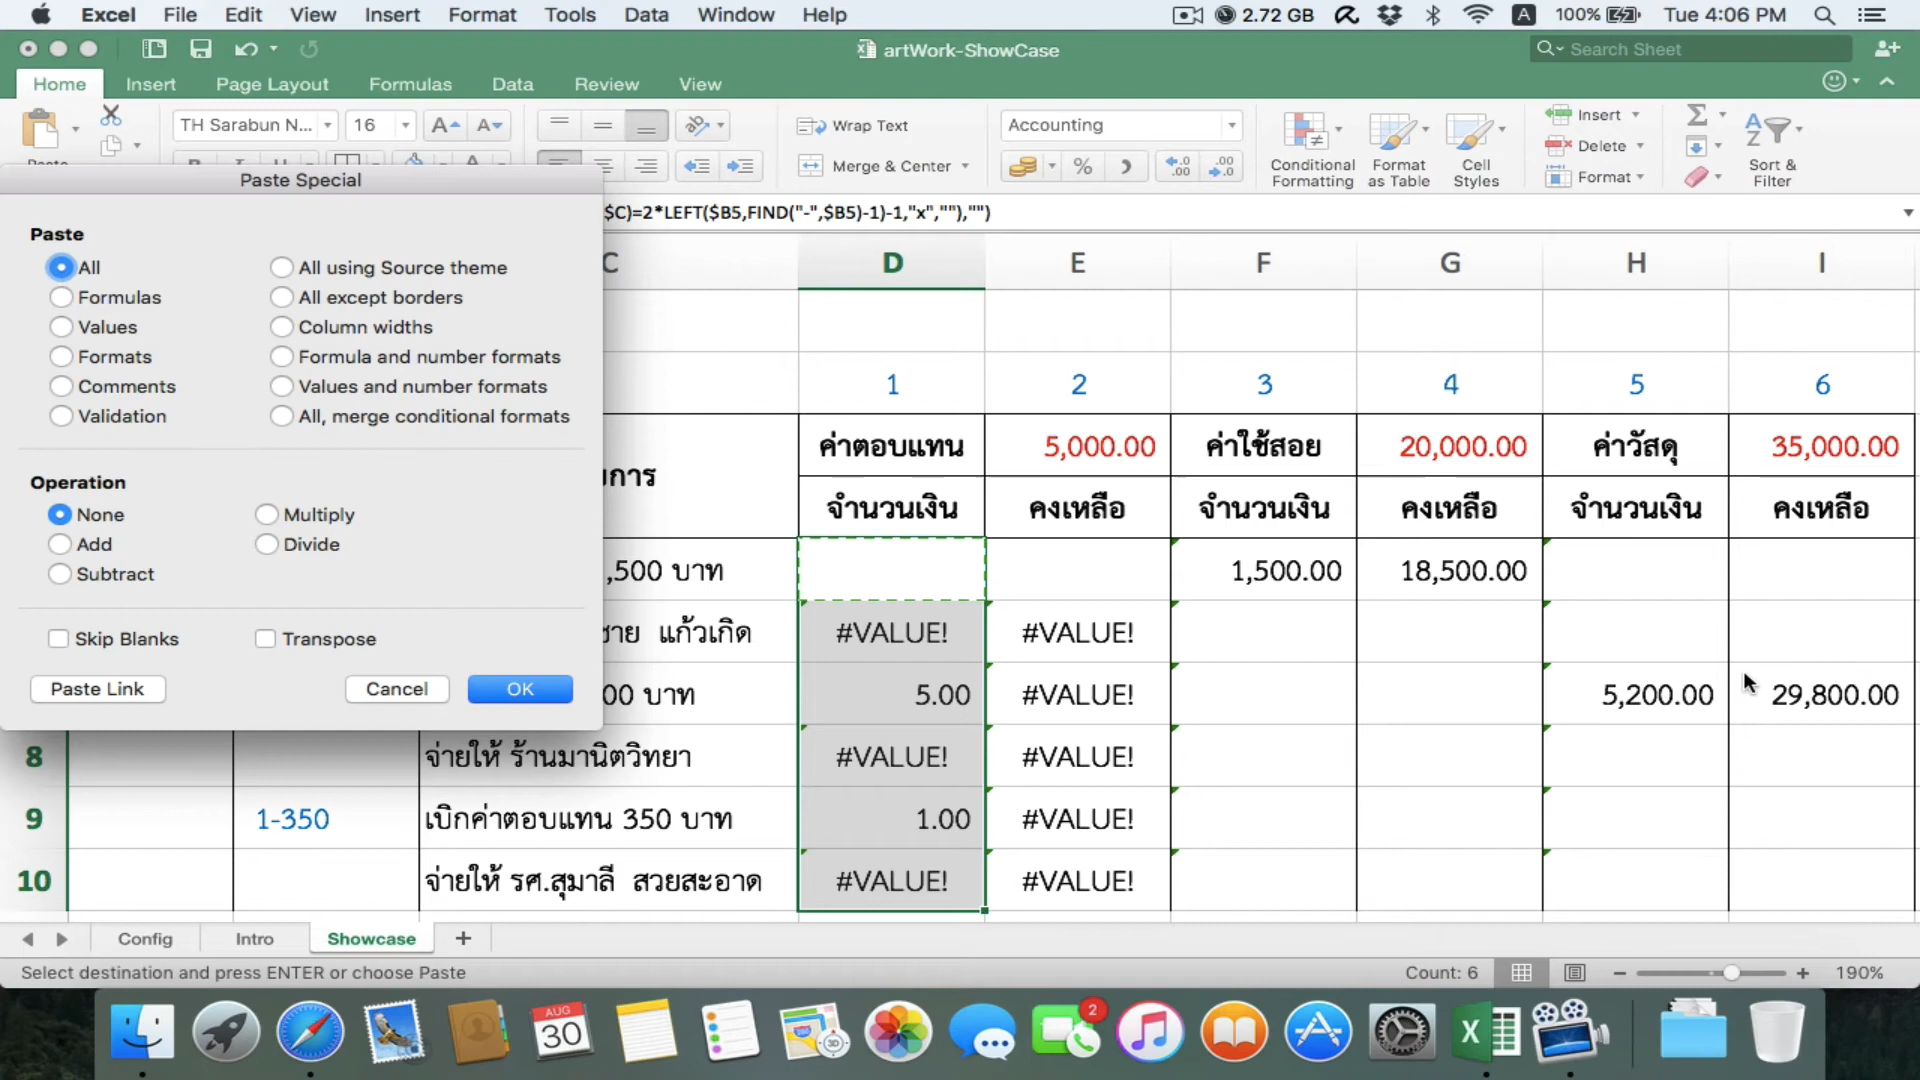 Excel File Edit View Insert Format Tools Data Window Help 2.72 GB A 100% Tue 4:06 PM
artWork-ShowCase Search Sheet
Home Insert Page Layout Formulas Data Review View
TH Sarabun N... 16 Wrap Text Accounting Insert
Delete
Merge & Center % Conditional Formatting Format as Table Cell Styles Format Sort & Filter
Paste Special
$C)=2*LEFT($B5,FIND("-",$B5)-1)-1,"x",""),"")
Paste
All All using Source theme
Formulas All except borders
Values Column widths
Formats Formula and number formats
Comments Values and number formats
Validation All, merge conditional formats
Operation
None Multiply
Add Divide
Subtract
Skip Blanks Transpose
Paste Link Cancel OK
C D E F G H I
1 2 3 4 5 6
ค่าตอบแทน 5,000.00 ค่าใช้สอย 20,000.00 ค่าวัสดุ 35,000.00
การ จำนวนเงิน คงเหลือ จำนวนเงิน คงเหลือ จำนวนเงิน คงเหลือ
,500 บาท 1,500.00 18,500.00
ชาย แก้วเกิด #VALUE! #VALUE!
00 บาท 5.00 #VALUE! 5,200.00 29,800.00
8 จ่ายให้ ร้านมานิตวิทยา #VALUE! #VALUE!
9 1-350 เบิกค่าตอบแทน 350 บาท 1.00 #VALUE!
10 จ่ายให้ รศ.สุมาลี สวยสะอาด #VALUE! #VALUE!
Config Intro Showcase
Select destination and press ENTER or choose Paste Count: 6 190%
AUG
30
3D
2